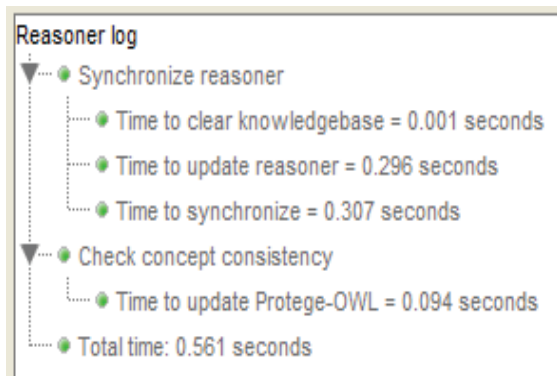 Reasoner log
Synchronize reasoner
Time to clear knowledgebase = 0.001 seconds
Time to update reasoner = 0.296 seconds
Time to synchronize = 0.307 seconds
Check concept consistency
Time to update Protege-OWL = 0.094 seconds
Total time: 0.561 seconds